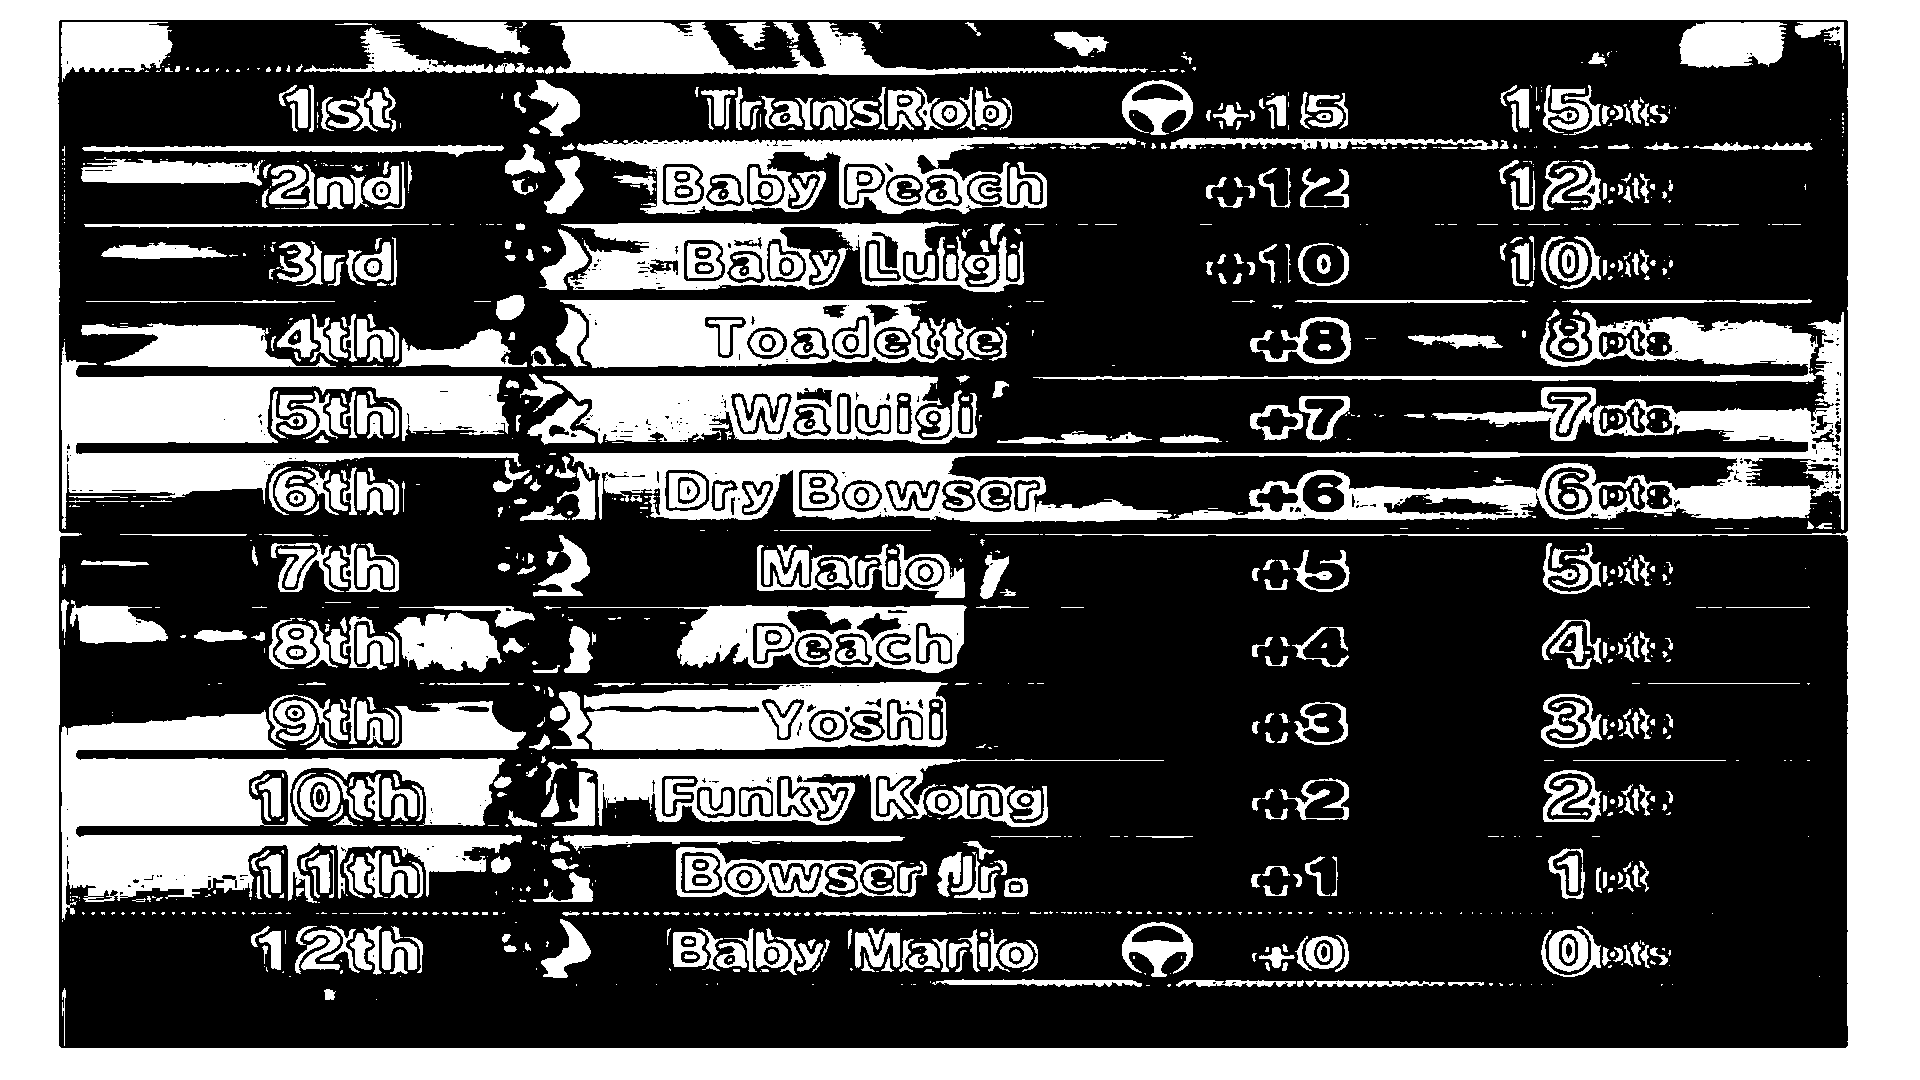 1st TransRob +15 15pts
2nd Baby Peach +12 12pts
3rd Baby Luigi +10 10pts
4th Toadette +8 8pts
5th Waluigi +7 7pts
6th Dry Bowser +6 6pts
7th Mario +5 5pts
8th Peach +4 4pts
9th Yoshi +3 3pts
10th Funky Kong +2 2pts
11th Bowser Jr. +1 1pt
12th Baby Mario +0 0pts